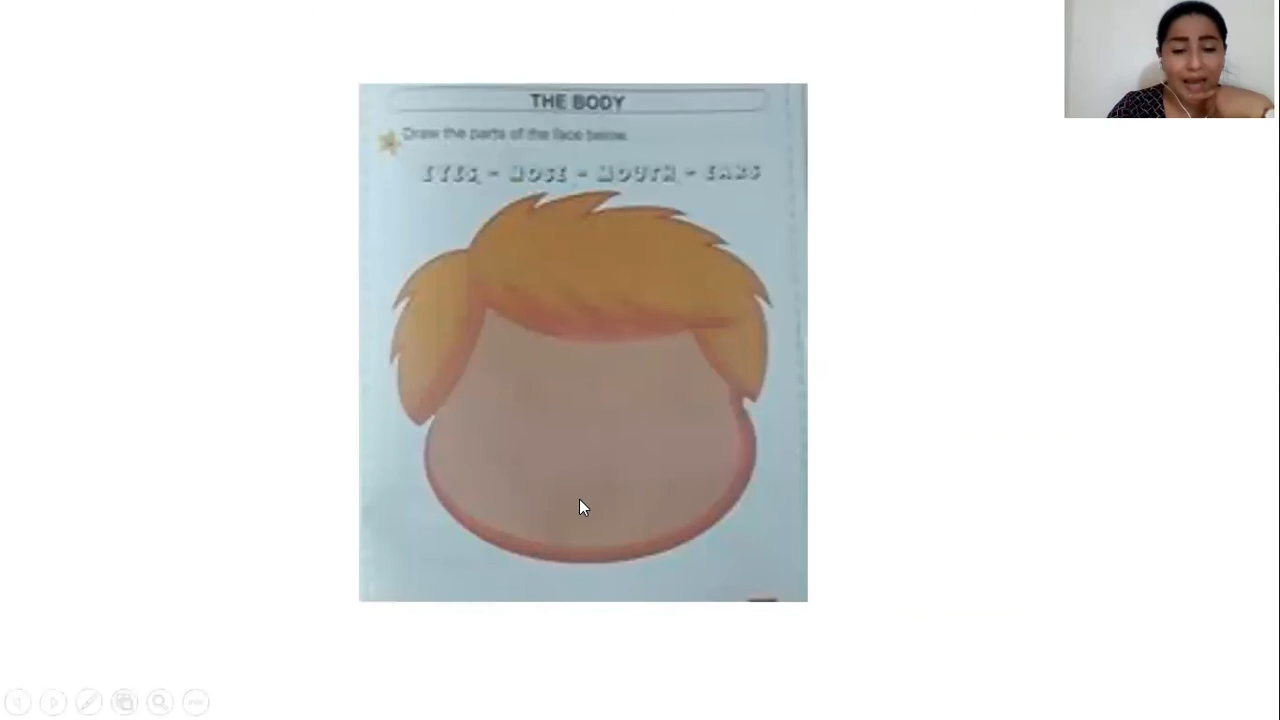 THE BODY
Draw the parts of the face below.
EYES - NOSE - MOUTH - EARS